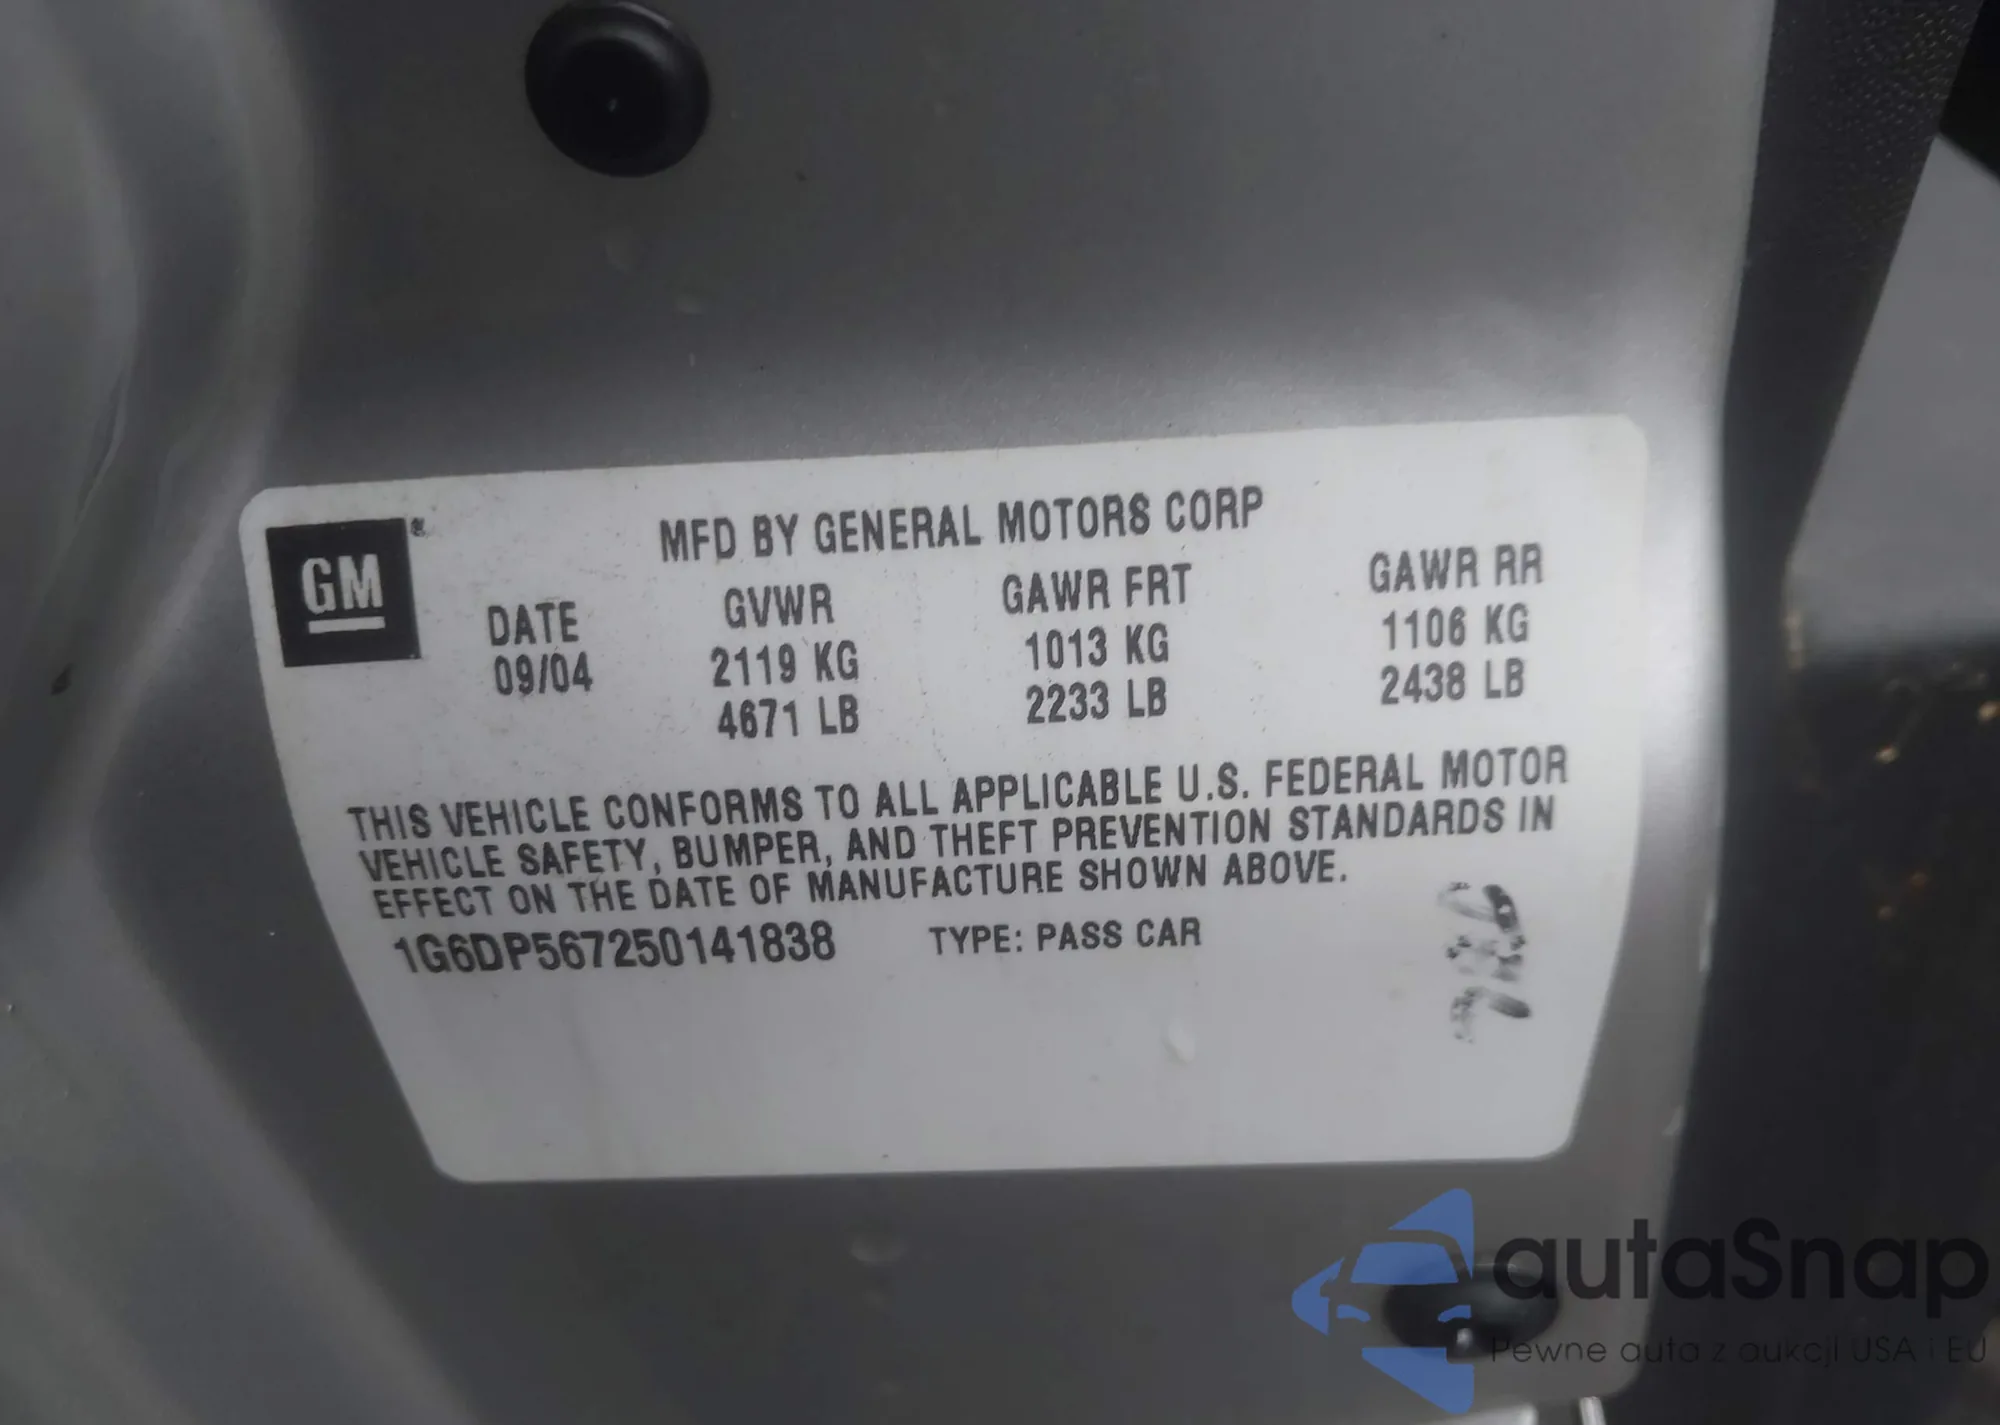 GM®
MFD BY GENERAL MOTORS CORP
DATE GVWR GAWR FRT GAWR RR
09/04 2119 KG 1013 KG 1106 KG
4671 LB 2233 LB 2438 LB
THIS VEHICLE CONFORMS TO ALL APPLICABLE U.S. FEDERAL MOTOR
VEHICLE SAFETY, BUMPER, AND THEFT PREVENTION STANDARDS IN
EFFECT ON THE DATE OF MANUFACTURE SHOWN ABOVE.
1G6DP567250141838 TYPE: PASS CAR
autaSnap
Pewne auta z aukcji USA i EU